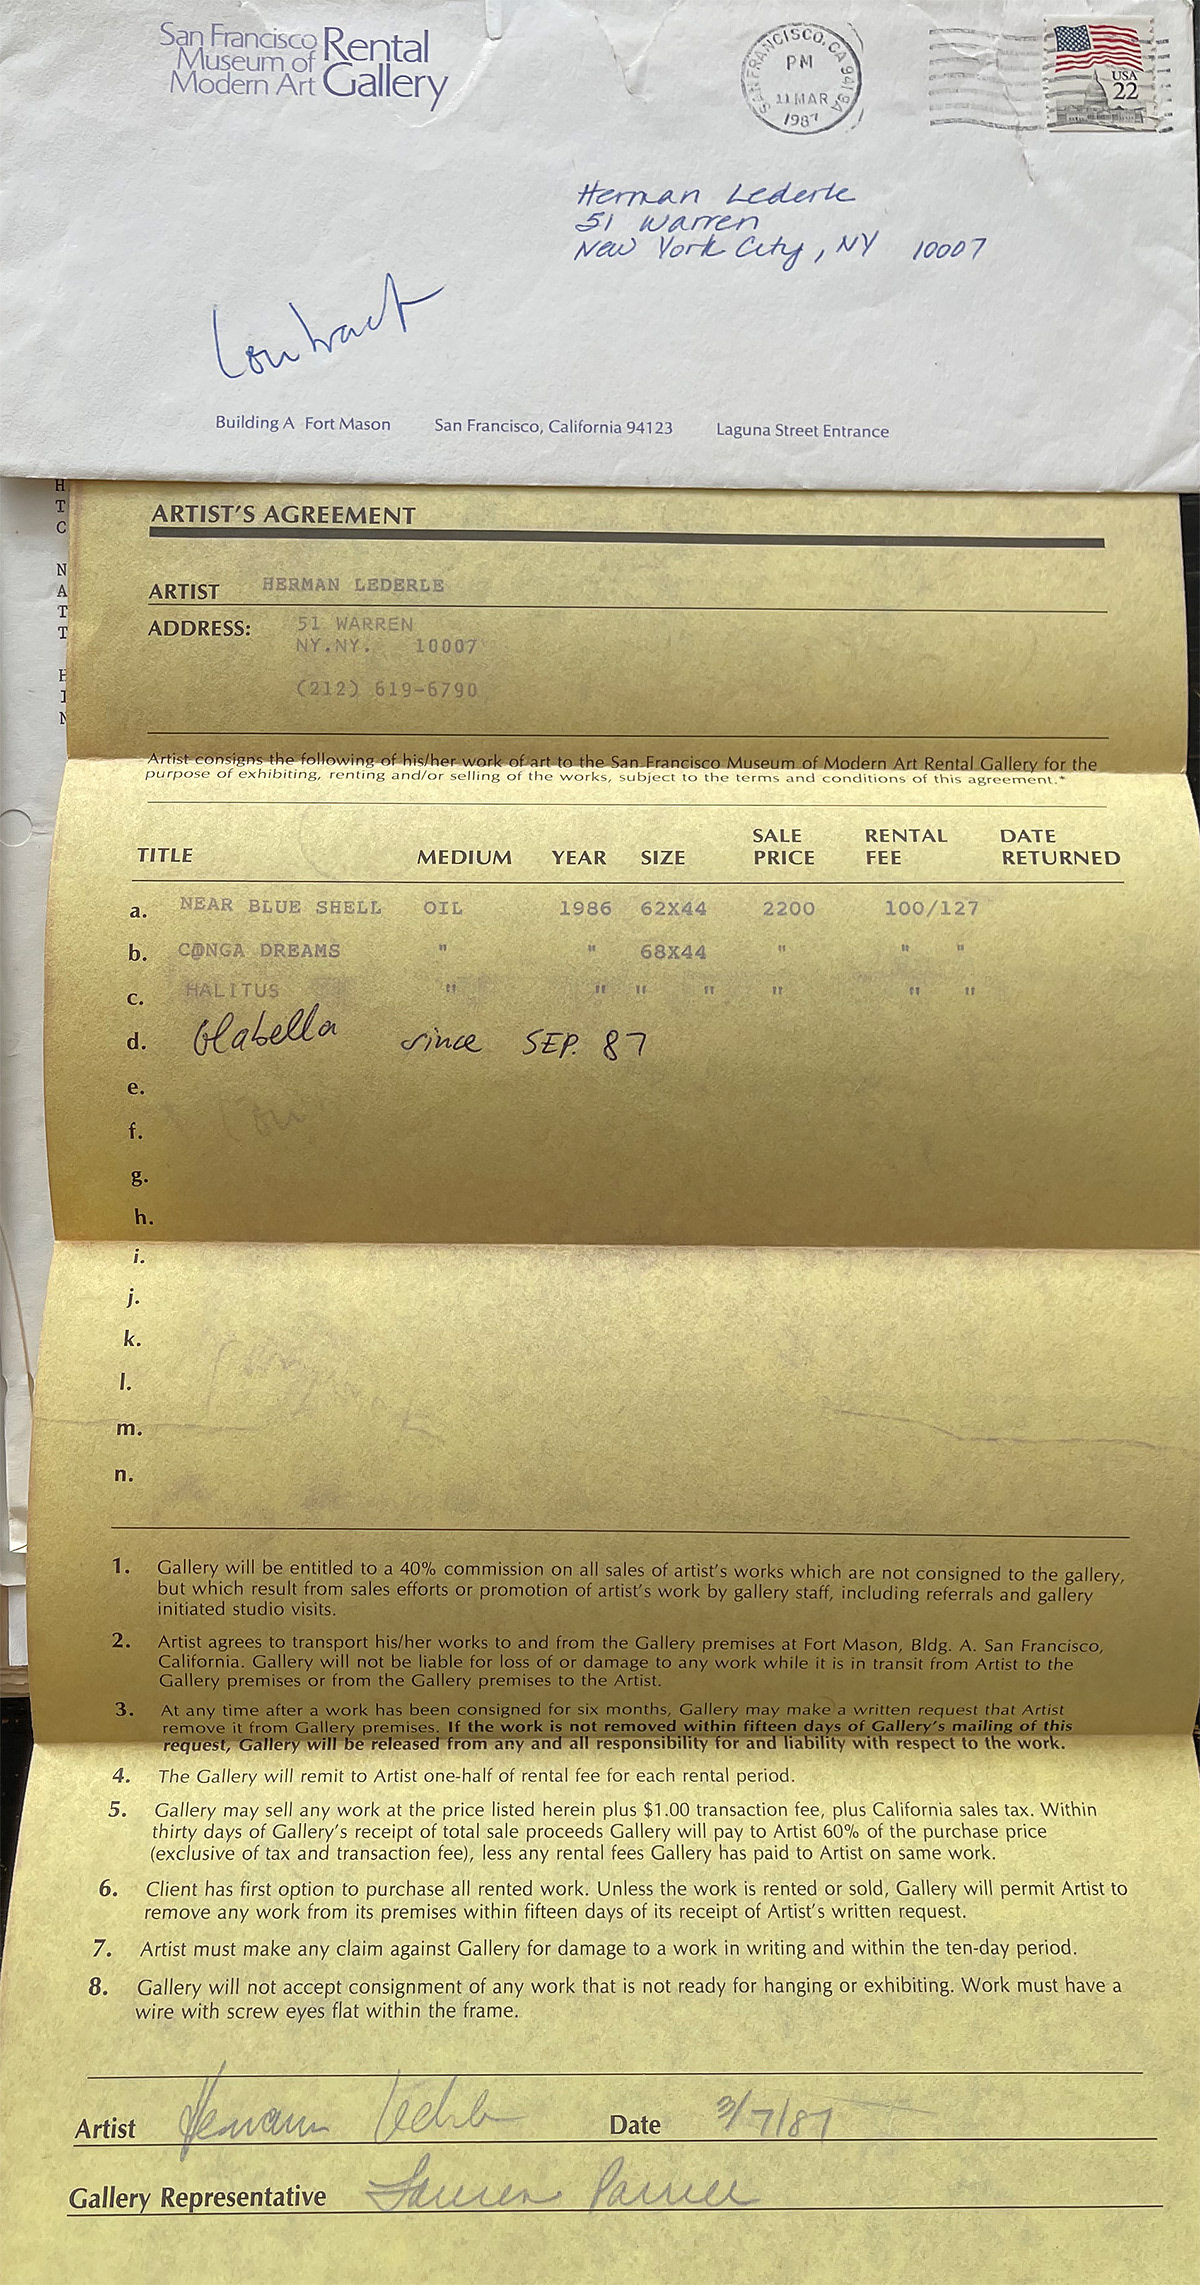 San Francisco
Museum of
Modern Art
Rental
Gallery
SAN FRANCISCO, CA 941
PM
11 MAR
1987
USA
22
Herman Lederle
51 Warren
New York City, NY 10007
Contract
Building A Fort Mason San Francisco, California 94123 Laguna Street Entrance
H
T
C
N
A
T
T
H
I
N
ARTIST'S AGREEMENT
ARTIST HERMAN LEDERLE
ADDRESS: 51 WARREN
NY.NY. 10007
(212) 619-6790
Artist consigns the following of his/her work of art to the San Francisco Museum of Modern Art Rental Gallery for the
purpose of exhibiting, renting and/or selling of the works, subject to the terms and conditions of this agreement.*
TITLE MEDIUM YEAR SIZE SALE PRICE RENTAL FEE DATE RETURNED
a. NEAR BLUE SHELL OIL 1986 62X44 2200 100/127
b. CONGA DREAMS " " 68X44 " " "
c. HALITUS " " " " " " "
d. Glabella since SEP. 87
e.
f.
g.
h.
i.
j.
k.
l.
m.
n.
1. Gallery will be entitled to a 40% commission on all sales of artist's works which are not consigned to the gallery,
but which result from sales efforts or promotion of artist's work by gallery staff, including referrals and gallery
initiated studio visits.
2. Artist agrees to transport his/her works to and from the Gallery premises at Fort Mason, Bldg. A. San Francisco,
California. Gallery will not be liable for loss of or damage to any work while it is in transit from Artist to the
Gallery premises or from the Gallery premises to the Artist.
3. At any time after a work has been consigned for six months, Gallery may make a written request that Artist
remove it from Gallery premises. If the work is not removed within fifteen days of Gallery's mailing of this
request, Gallery will be released from any and all responsibility for and liability with respect to the work.
4. The Gallery will remit to Artist one-half of rental fee for each rental period.
5. Gallery may sell any work at the price listed herein plus $1.00 transaction fee, plus California sales tax. Within
thirty days of Gallery's receipt of total sale proceeds Gallery will pay to Artist 60% of the purchase price
(exclusive of tax and transaction fee), less any rental fees Gallery has paid to Artist on same work.
6. Client has first option to purchase all rented work. Unless the work is rented or sold, Gallery will permit Artist to
remove any work from its premises within fifteen days of its receipt of Artist's written request.
7. Artist must make any claim against Gallery for damage to a work in writing and within the ten-day period.
8. Gallery will not accept consignment of any work that is not ready for hanging or exhibiting. Work must have a
wire with screw eyes flat within the frame.
Artist Hermann Lederle Date 3/7/87
Gallery Representative